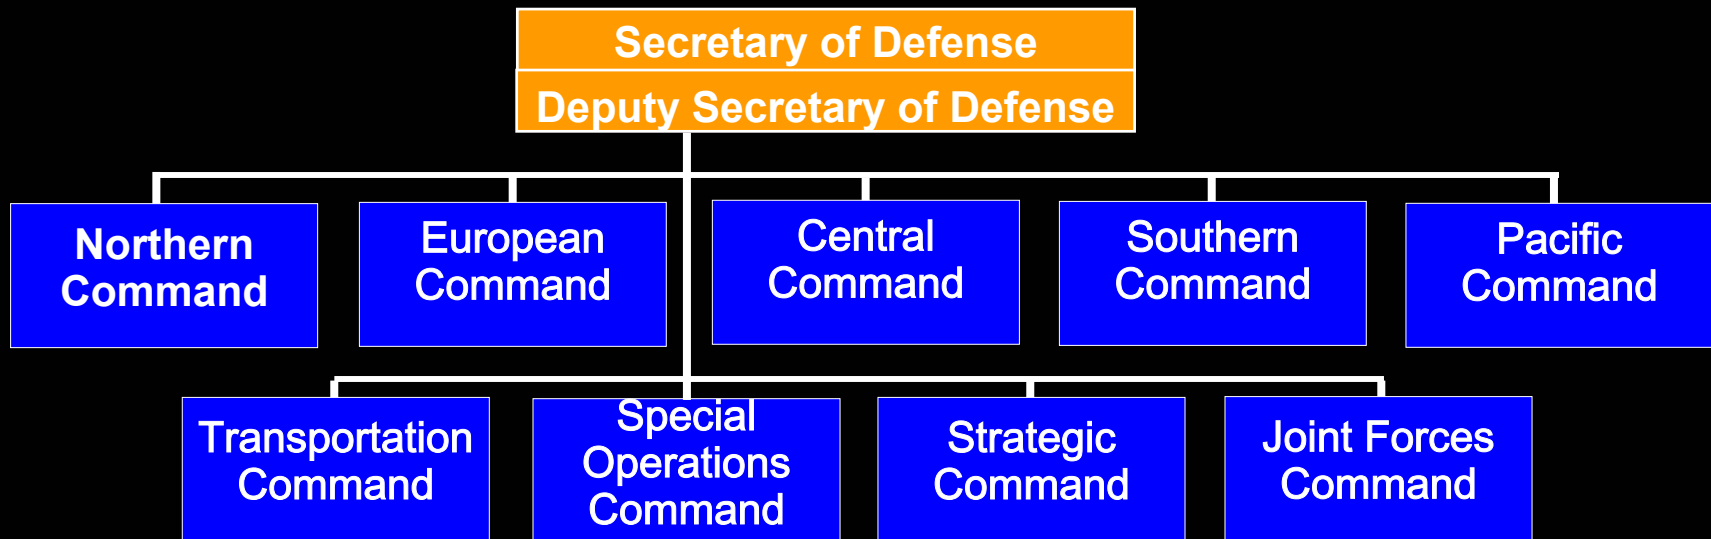 Secretary of Defense
Deputy Secretary of Defense
Northern
Command
European
Command
Central
Command
Southern
Command
Pacific
Command
Transportation
Command
Special
Operations
Command
Strategic
Command
Joint Forces
Command